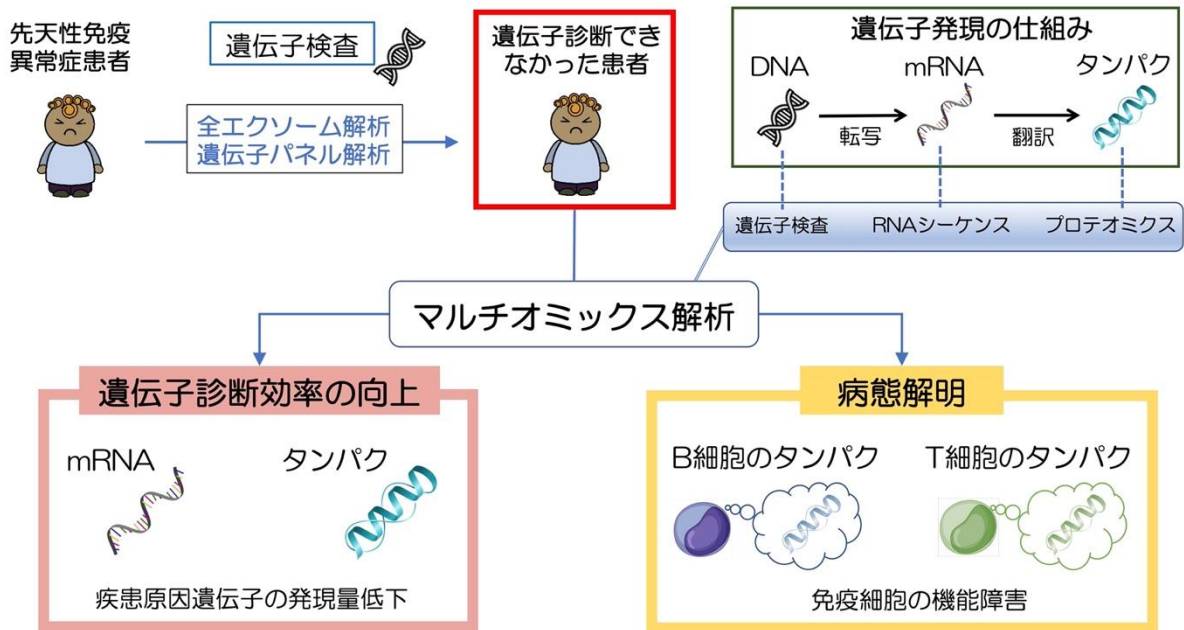 先天性免疫
異常症患者
遺伝子検査
全エクソーム解析
遺伝子パネル解析
遺伝子診断でき
なかった患者
遺伝子発現の仕組み
DNA
mRNA
タンパク
転写
翻訳
遺伝子検査
RNAシーケンス
プロテオミクス
マルチオミックス解析
遺伝子診断効率の向上
mRNA
タンパク
疾患原因遺伝子の発現量低下
病態解明
B細胞のタンパク
T細胞のタンパク
免疫細胞の機能障害